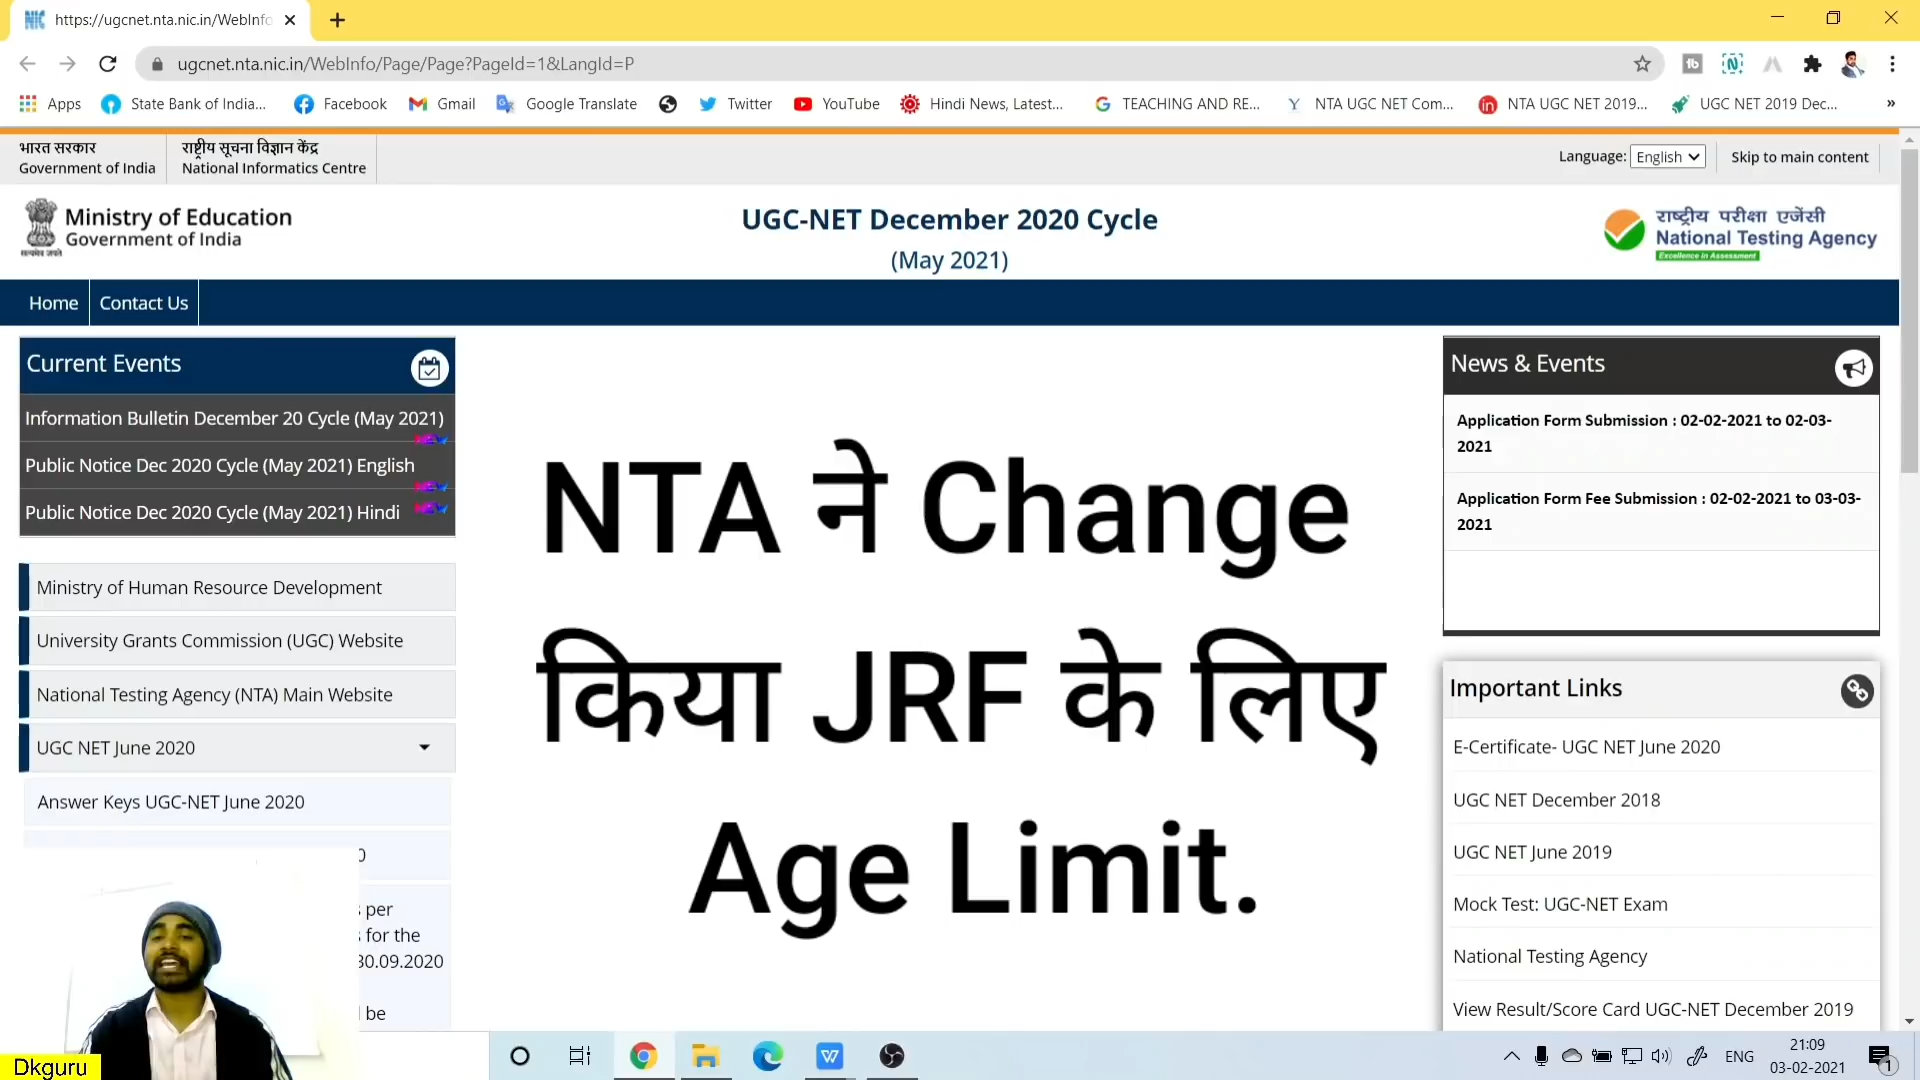 https://ugcnet.nta.nic.in/WebInfo
ugcnet.nta.nic.in/WebInfo/Page/Page?PageId=1&LangId=P
Apps
State Bank of India...
Facebook
Gmail
Google Translate
Twitter
YouTube
Hindi News, Latest...
TEACHING AND RE...
NTA UGC NET Com...
NTA UGC NET 2019...
UGC NET 2019 Dec...
»
भारत सरकार
Government of India
राष्ट्रीय सूचना विज्ञान केंद्र
National Informatics Centre
Language: English
Skip to main content
Ministry of Education
Government of India
सत्यमेव जयते
UGC-NET December 2020 Cycle
(May 2021)
राष्ट्रीय परीक्षा एजेंसी
National Testing Agency
Excellence in Assessment
Home
Contact Us
Current Events
Information Bulletin December 20 Cycle (May 2021)
Public Notice Dec 2020 Cycle (May 2021) English
Public Notice Dec 2020 Cycle (May 2021) Hindi
Ministry of Human Resource Development
University Grants Commission (UGC) Website
National Testing Agency (NTA) Main Website
UGC NET June 2020
Answer Keys UGC-NET June 2020
per
for the
30.09.2020
be
NTA ने Change
किया JRF के लिए
Age Limit.
News & Events
Application Form Submission : 02-02-2021 to 02-03-
2021
Application Form Fee Submission : 02-02-2021 to 03-03-
2021
Important Links
E-Certificate- UGC NET June 2020
UGC NET December 2018
UGC NET June 2019
Mock Test: UGC-NET Exam
National Testing Agency
View Result/Score Card UGC-NET December 2019
Dkguru
ENG
21:09
03-02-2021
1